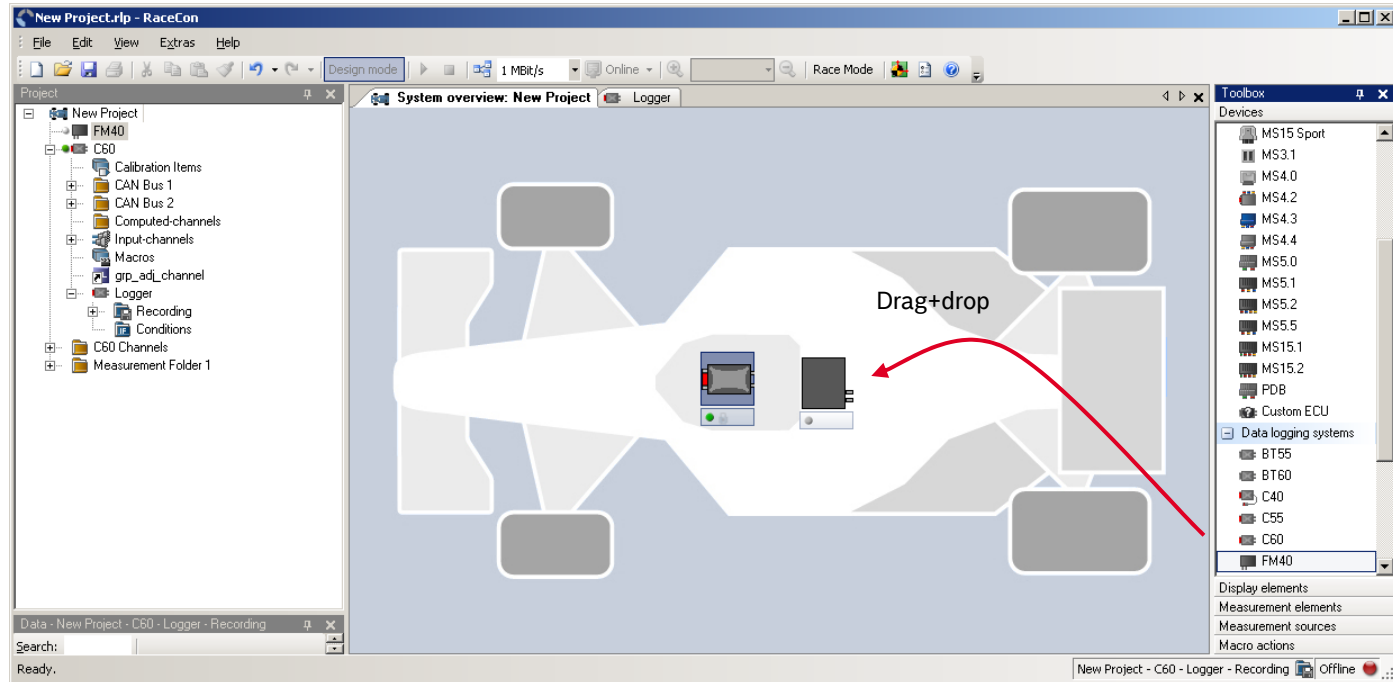 New Project.rlp - RaceCon
File Edit View Extras Help
Design mode 1 MBit/s Online Race Mode
Project
New Project
FM40
C60
Calibration Items
CAN Bus 1
CAN Bus 2
Computed-channels
Input-channels
Macros
grp_adj_channel
Logger
Recording
IF Conditions
C60 Channels
Measurement Folder 1
Data - New Project - C60 - Logger - Recording
Search:
Ready.
System overview: New Project Logger
Drag+drop
Toolbox
Devices
MS15 Sport
MS3.1
MS4.0
MS4.2
MS4.3
MS4.4
MS5.0
MS5.1
MS5.2
MS5.5
MS15.1
MS15.2
PDB
Custom ECU
Data logging systems
BT55
BT60
C40
C55
C60
FM40
Display elements
Measurement elements
Measurement sources
Macro actions
New Project - C60 - Logger - Recording Offline